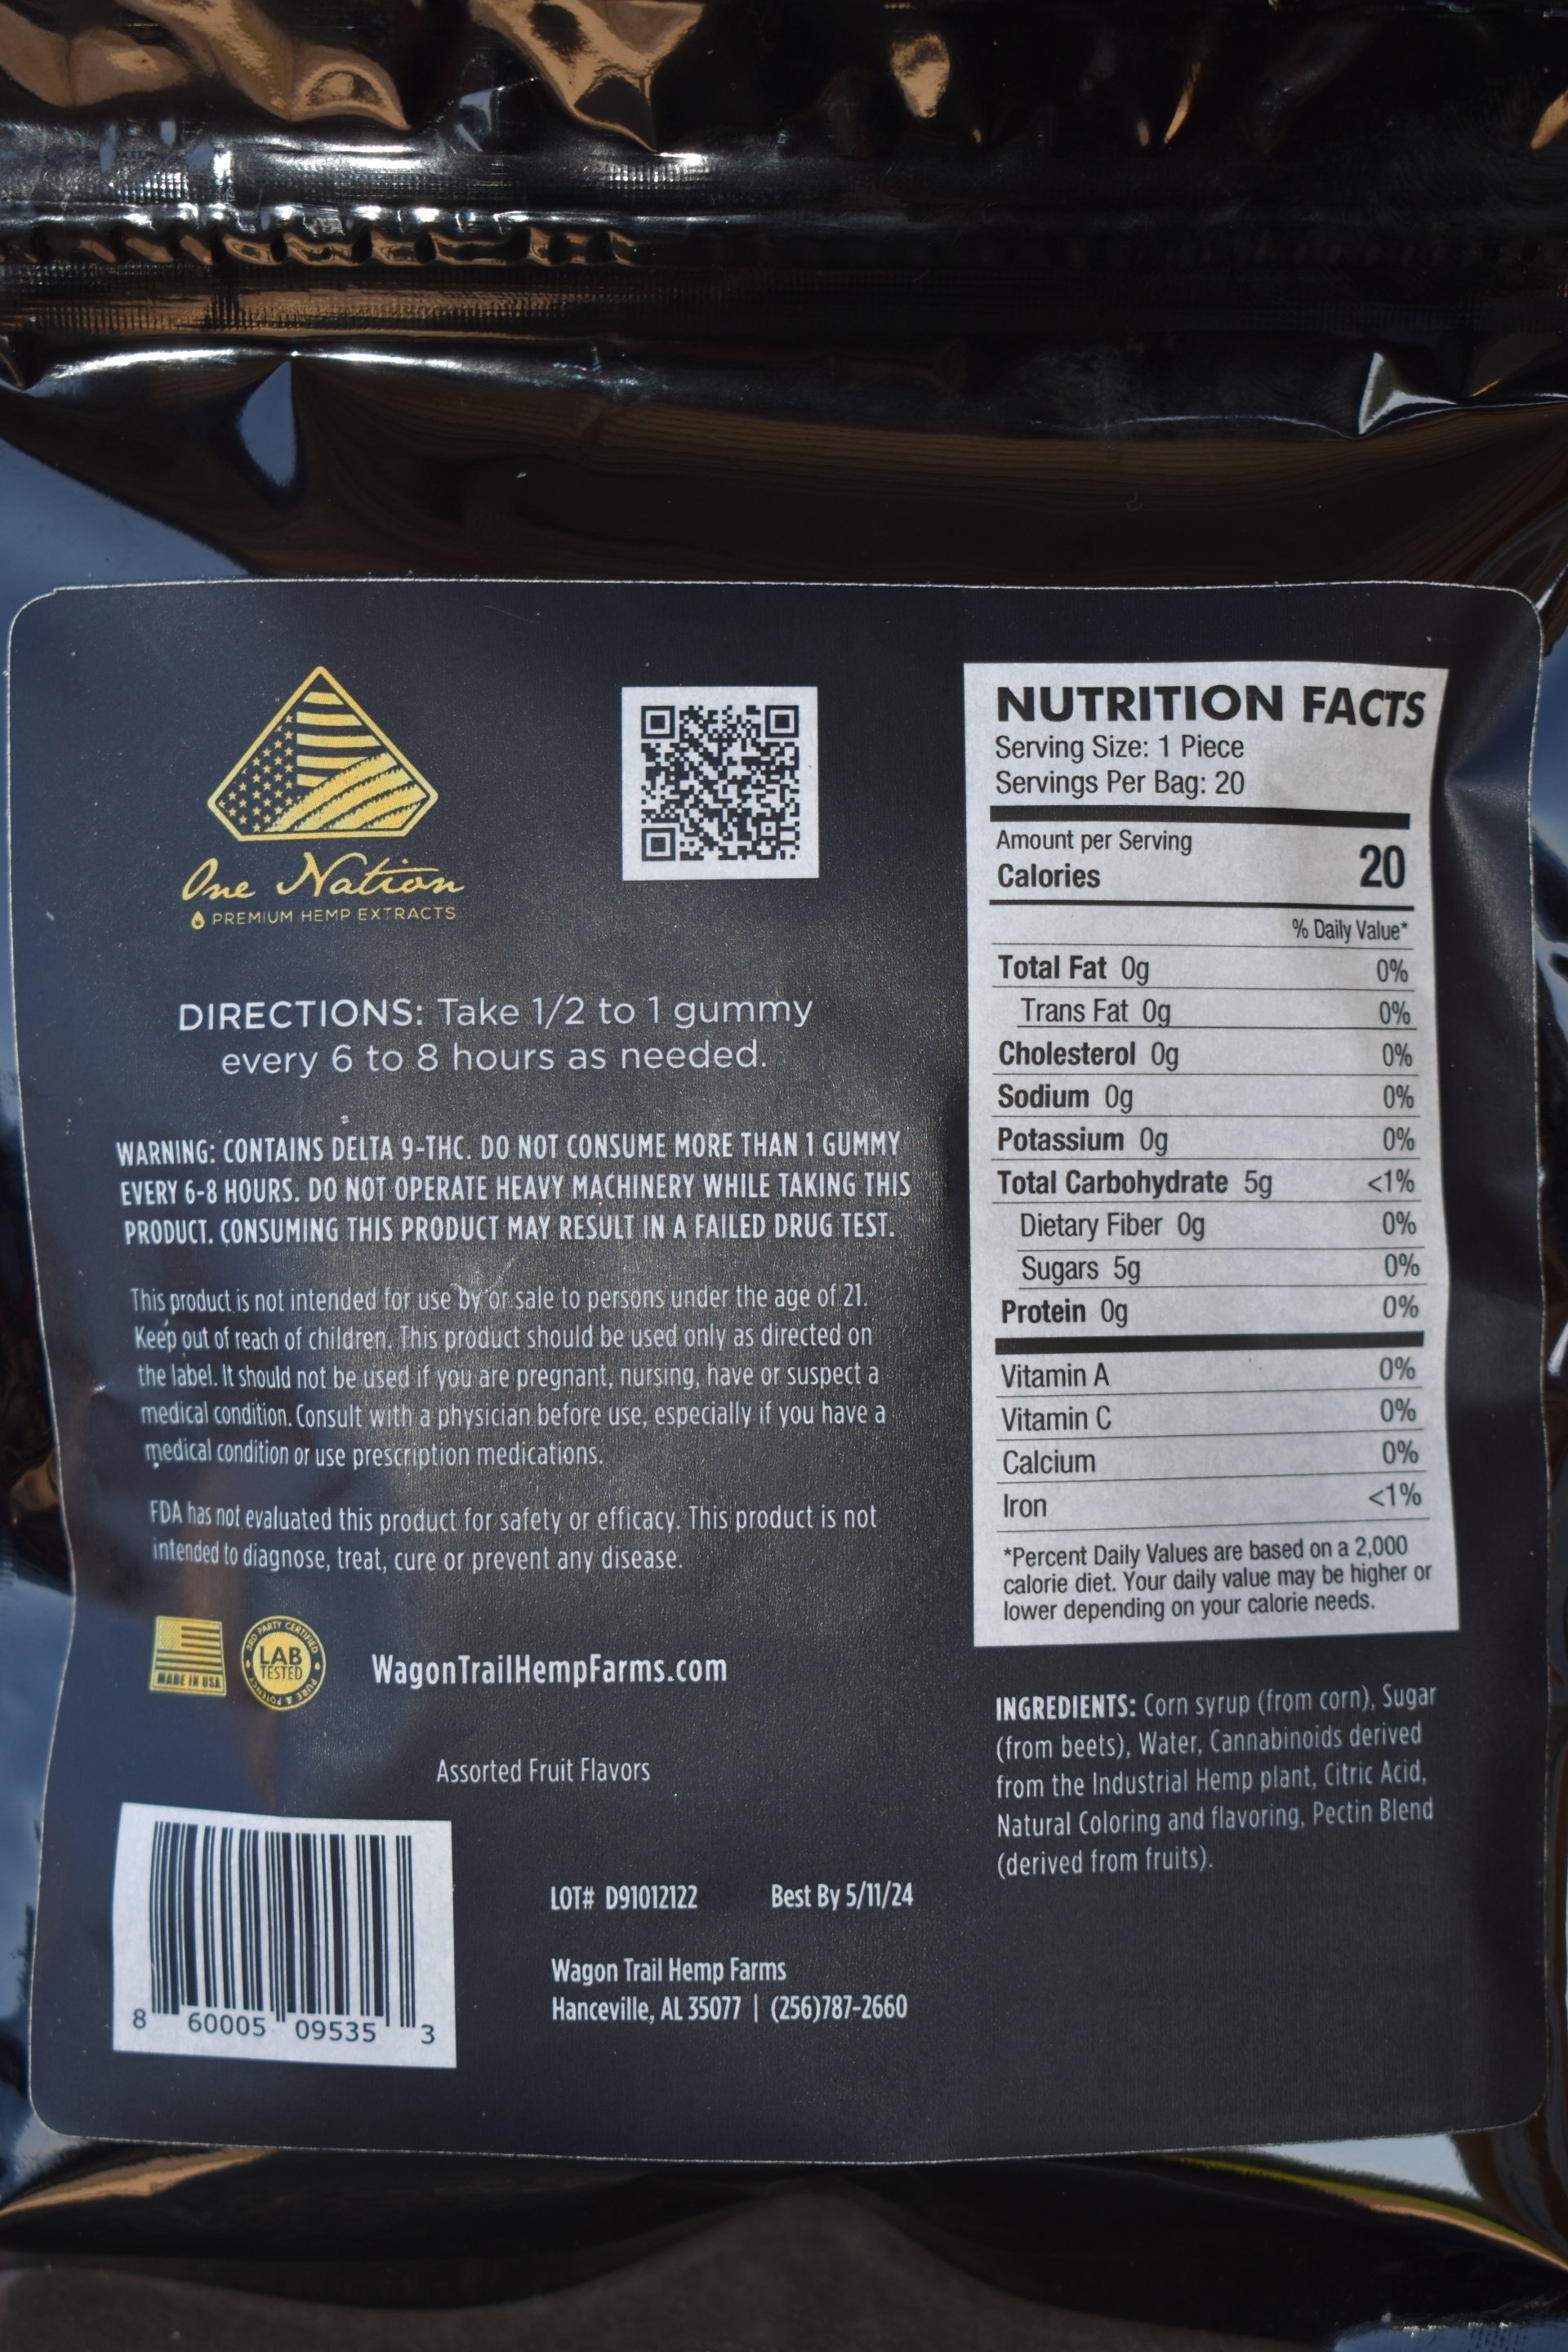 One Nation
PREMIUM HEMP EXTRACTS
DIRECTIONS: Take 1/2 to 1 gummy
every 6 to 8 hours as needed.
WARNING: CONTAINS DELTA 9-THC. DO NOT CONSUME MORE THAN 1 GUMMY
EVERY 6-8 HOURS. DO NOT OPERATE HEAVY MACHINERY WHILE TAKING THIS
PRODUCT. CONSUMING THIS PRODUCT MAY RESULT IN A FAILED DRUG TEST.
This product is not intended for use by or sale to persons under the age of 21.
Keep out of reach of children. This product should be used only as directed on
the label. It should not be used if you are pregnant, nursing, have or suspect a
medical condition. Consult with a physician before use, especially if you have a
medical condition or use prescription medications.
FDA has not evaluated this product for safety or efficacy. This product is not
intended to diagnose, treat, cure or prevent any disease.
MADE IN USA
3RD PARTY CERTIFIED
LAB
TESTED
PURE & POTENCY
WagonTrailHempFarms.com
Assorted Fruit Flavors
8 60005 09535 3
LOT# D91012122 Best By 5/11/24
Wagon Trail Hemp Farms
Hanceville, AL 35077 | (256)787-2660
NUTRITION FACTS
Serving Size: 1 Piece
Servings Per Bag: 20
Amount per Serving
Calories 20
% Daily Value*
Total Fat 0g 0%
Trans Fat 0g 0%
Cholesterol 0g 0%
Sodium 0g 0%
Potassium 0g 0%
Total Carbohydrate 5g <1%
Dietary Fiber 0g 0%
Sugars 5g 0%
Protein 0g 0%
Vitamin A 0%
Vitamin C 0%
Calcium 0%
Iron <1%
*Percent Daily Values are based on a 2,000
calorie diet. Your daily value may be higher or
lower depending on your calorie needs.
INGREDIENTS: Corn syrup (from corn), Sugar
(from beets), Water, Cannabinoids derived
from the Industrial Hemp plant, Citric Acid,
Natural Coloring and flavoring, Pectin Blend
(derived from fruits).